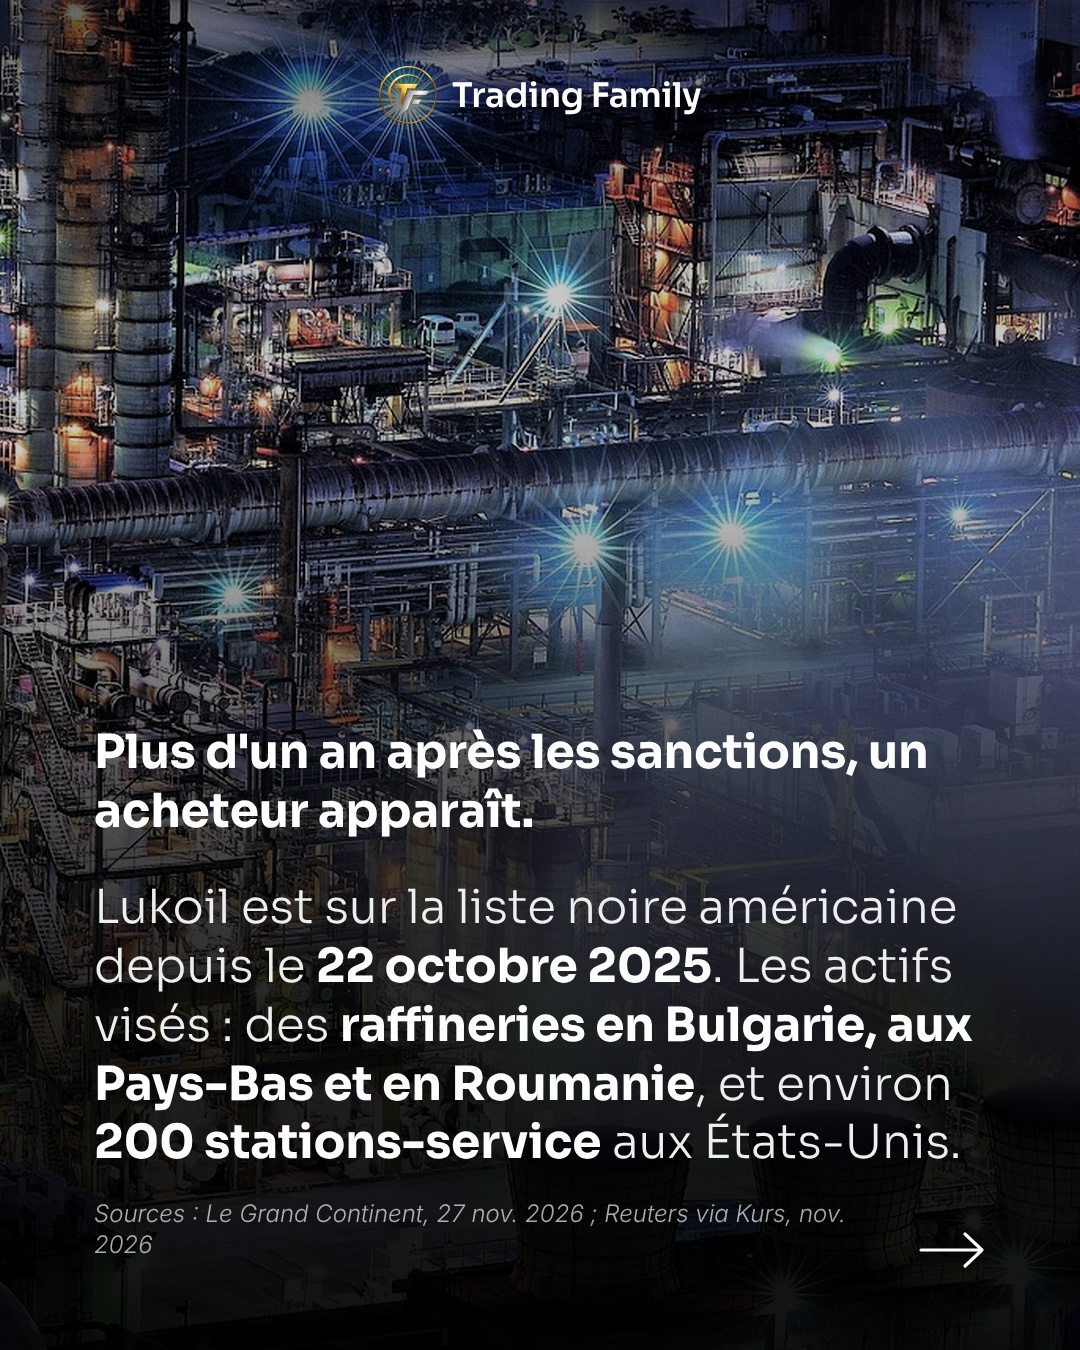 Trading Family
Plus d'un an après les sanctions, un
acheteur apparaît.
Lukoil est sur la liste noire américaine
depuis le 22 octobre 2025. Les actifs
visés : des raffineries en Bulgarie, aux
Pays-Bas et en Roumanie, et environ
200 stations-service aux États-Unis.
Sources : Le Grand Continent, 27 nov. 2026 ; Reuters via Kurs, nov.
2026